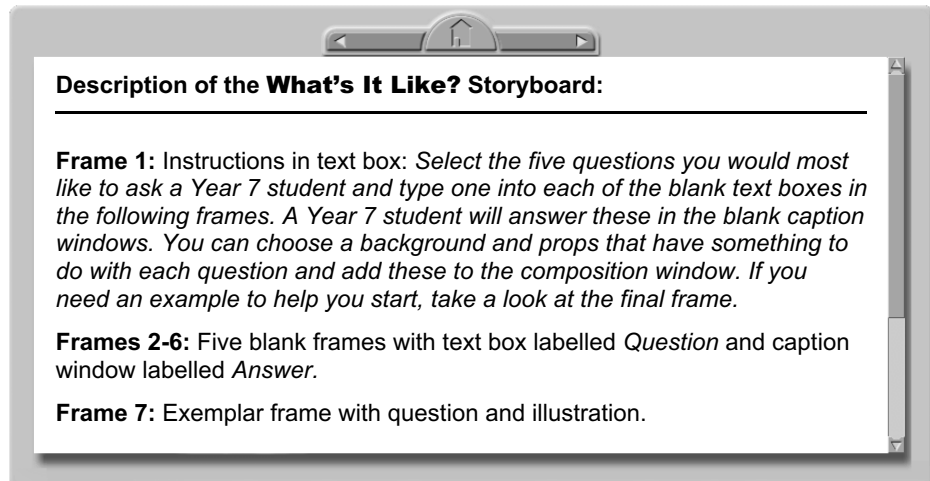 Description of the What's It Like? Storyboard:
Frame 1: Instructions in text box: Select the five questions you would most
like to ask a Year 7 student and type one into each of the blank text boxes in
the following frames. A Year 7 student will answer these in the blank caption
windows. You can choose a background and props that have something to
do with each question and add these to the composition window. If you
need an example to help you start, take a look at the final frame.
Frames 2-6: Five blank frames with text box labelled Question and caption
window labelled Answer.
Frame 7: Exemplar frame with question and illustration.